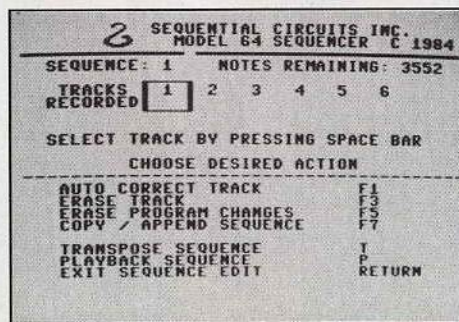 SEQUENTIAL CIRCUITS INC.
MODEL 64 SEQUENCER C 1984
SEQUENCE: 1 NOTES REMAINING: 3552
TRACKS RECORDED 1 2 3 4 5 6
SELECT TRACK BY PRESSING SPACE BAR
CHOOSE DESIRED ACTION
AUTO CORRECT TRACK F1
ERASE TRACK F3
ERASE PROGRAM CHANGES F5
COPY / APPEND SEQUENCE F7
TRANSPOSE SEQUENCE T
PLAYBACK SEQUENCE P
EXIT SEQUENCE EDIT RETURN